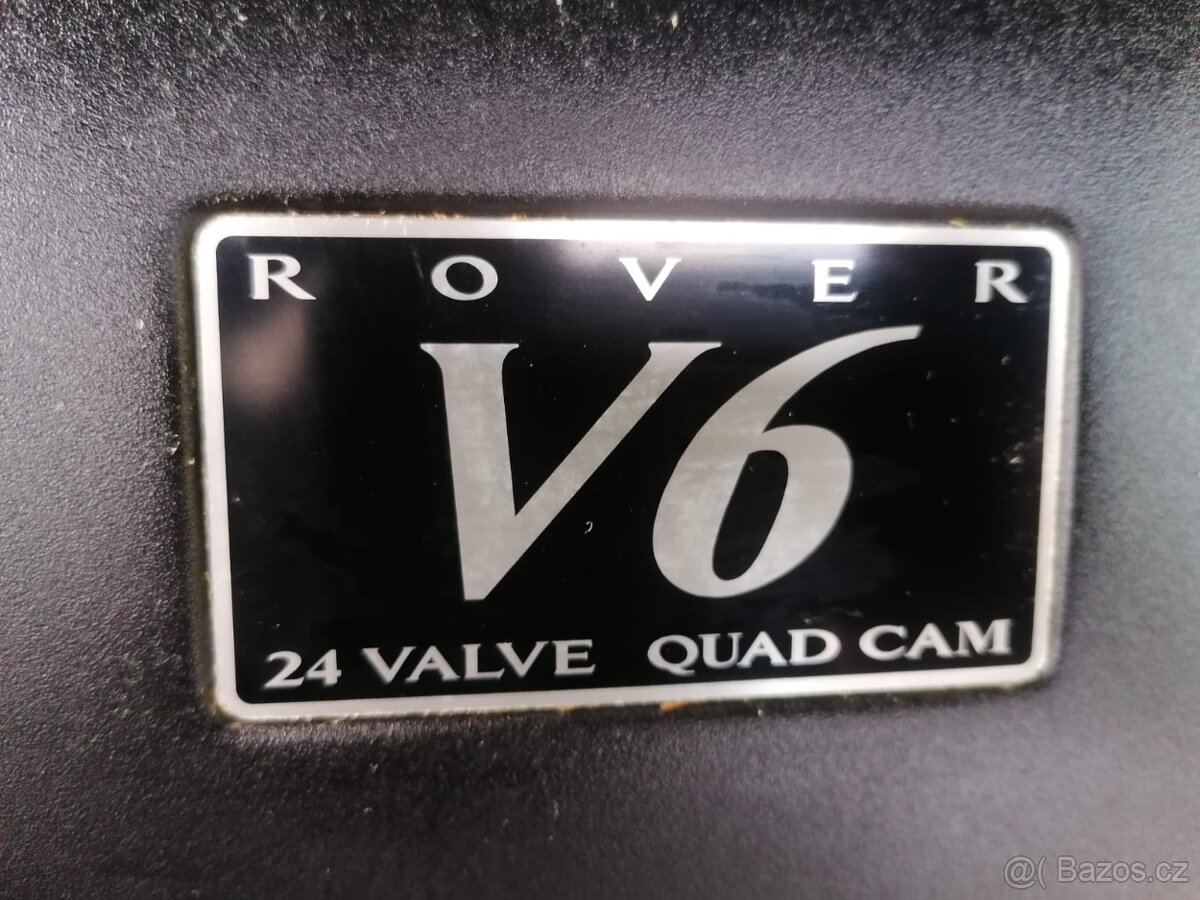 ROVER
V6
24 VALVE QUAD CAM
@( Bazos.cz